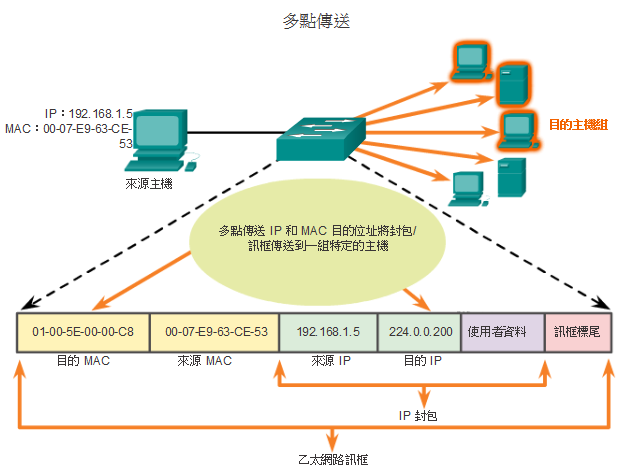 多點傳送
IP：192.168.1.5
MAC：00-07-E9-63-CE-
53
來源主機
目的主機組
多點傳送 IP 和 MAC 目的位址將封包/
訊框傳送到一組特定的主機
01-00-5E-00-00-C8 00-07-E9-63-CE-53 192.168.1.5 224.0.0.200 使用者資料 訊框標尾
目的 MAC 來源 MAC 來源 IP 目的 IP
IP 封包
乙太網路訊框